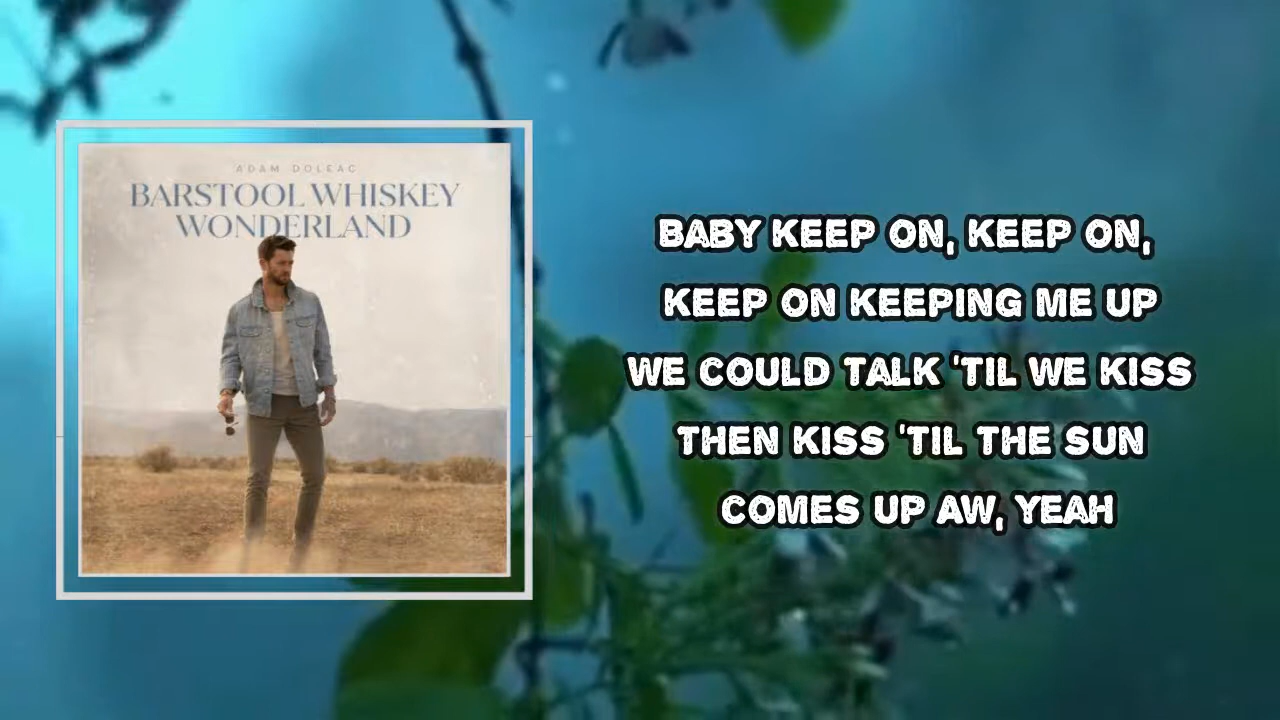 ADAM DOLEAC
BARSTOOL WHISKEY
WONDERLAND
BABY KEEP ON, KEEP ON,
KEEP ON KEEPING ME UP
WE COULD TALK 'TIL WE KISS
THEN KISS 'TIL THE SUN
COMES UP AW, YEAH